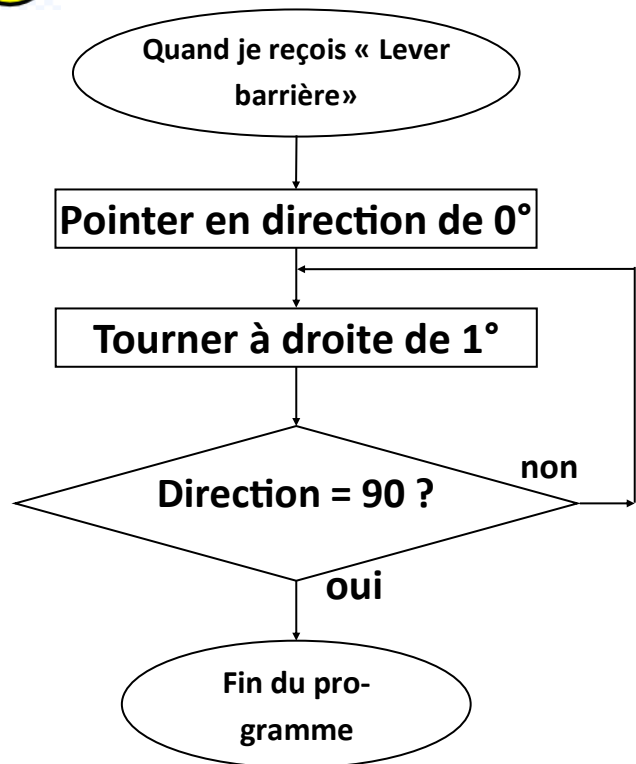 Quand je reçois « Lever
barrière»
Pointer en direction de 0°
Tourner à droite de 1°
Direction = 90 ?
non
oui
Fin du pro-
gramme